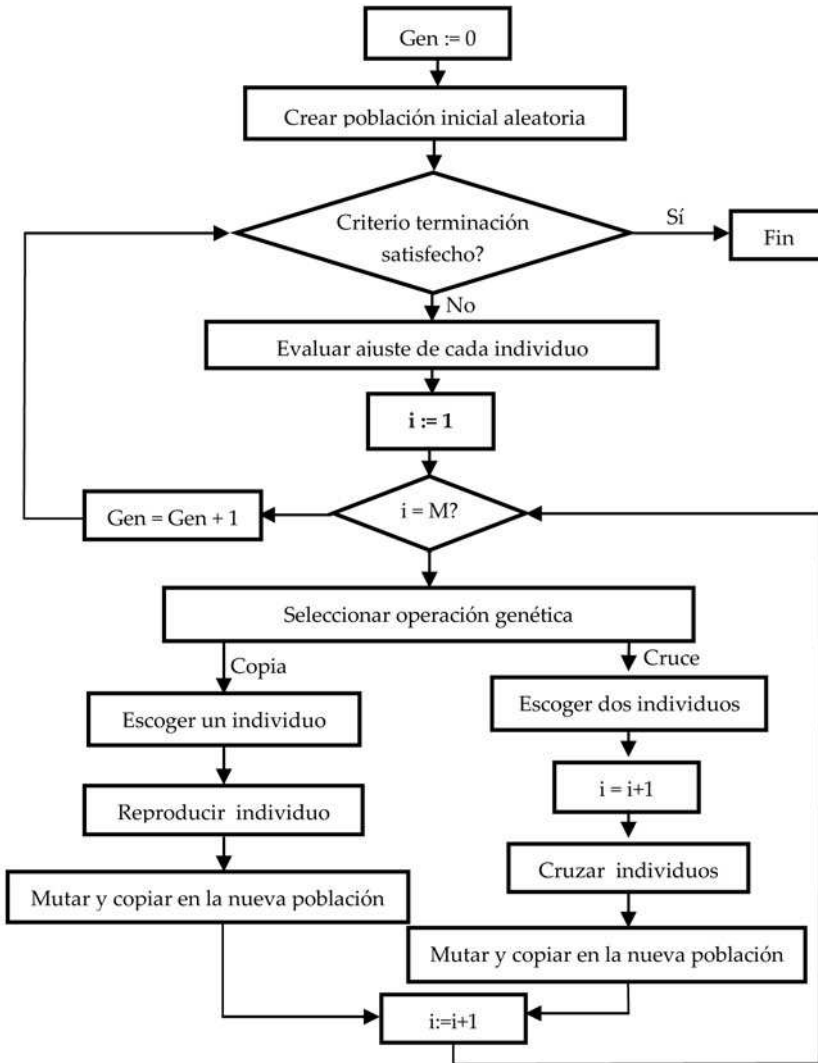 Gen := 0
Crear población inicial aleatoria
Criterio terminación
satisfecho?
Sí
Fin
No
Evaluar ajuste de cada individuo
i := 1
i = M?
Gen = Gen + 1
Seleccionar operación genética
Copia
Cruce
Escoger un individuo
Escoger dos individuos
Reproducir individuo
i = i+1
Mutar y copiar en la nueva población
Cruzar individuos
Mutar y copiar en la nueva población
i:=i+1